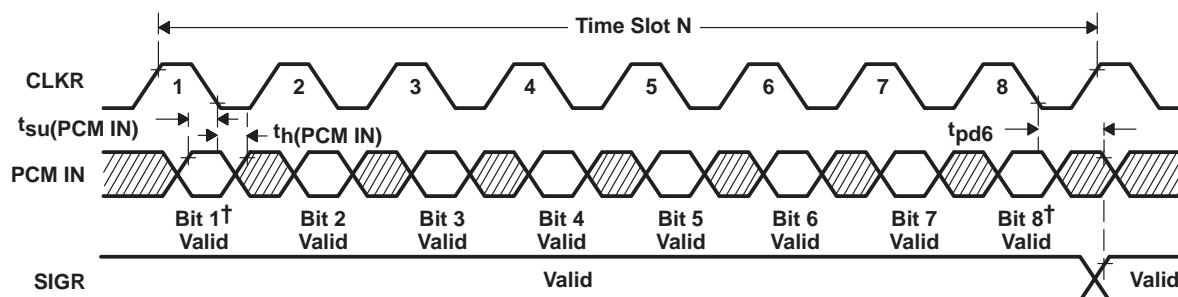 Time Slot N
CLKR
1 2 3 4 5 6 7 8
tsu(PCM IN)
th(PCM IN)
tpd6
PCM IN
Bit 1† Valid
Bit 2 Valid
Bit 3 Valid
Bit 4 Valid
Bit 5 Valid
Bit 6 Valid
Bit 7 Valid
Bit 8† Valid
SIGR
Valid
Valid